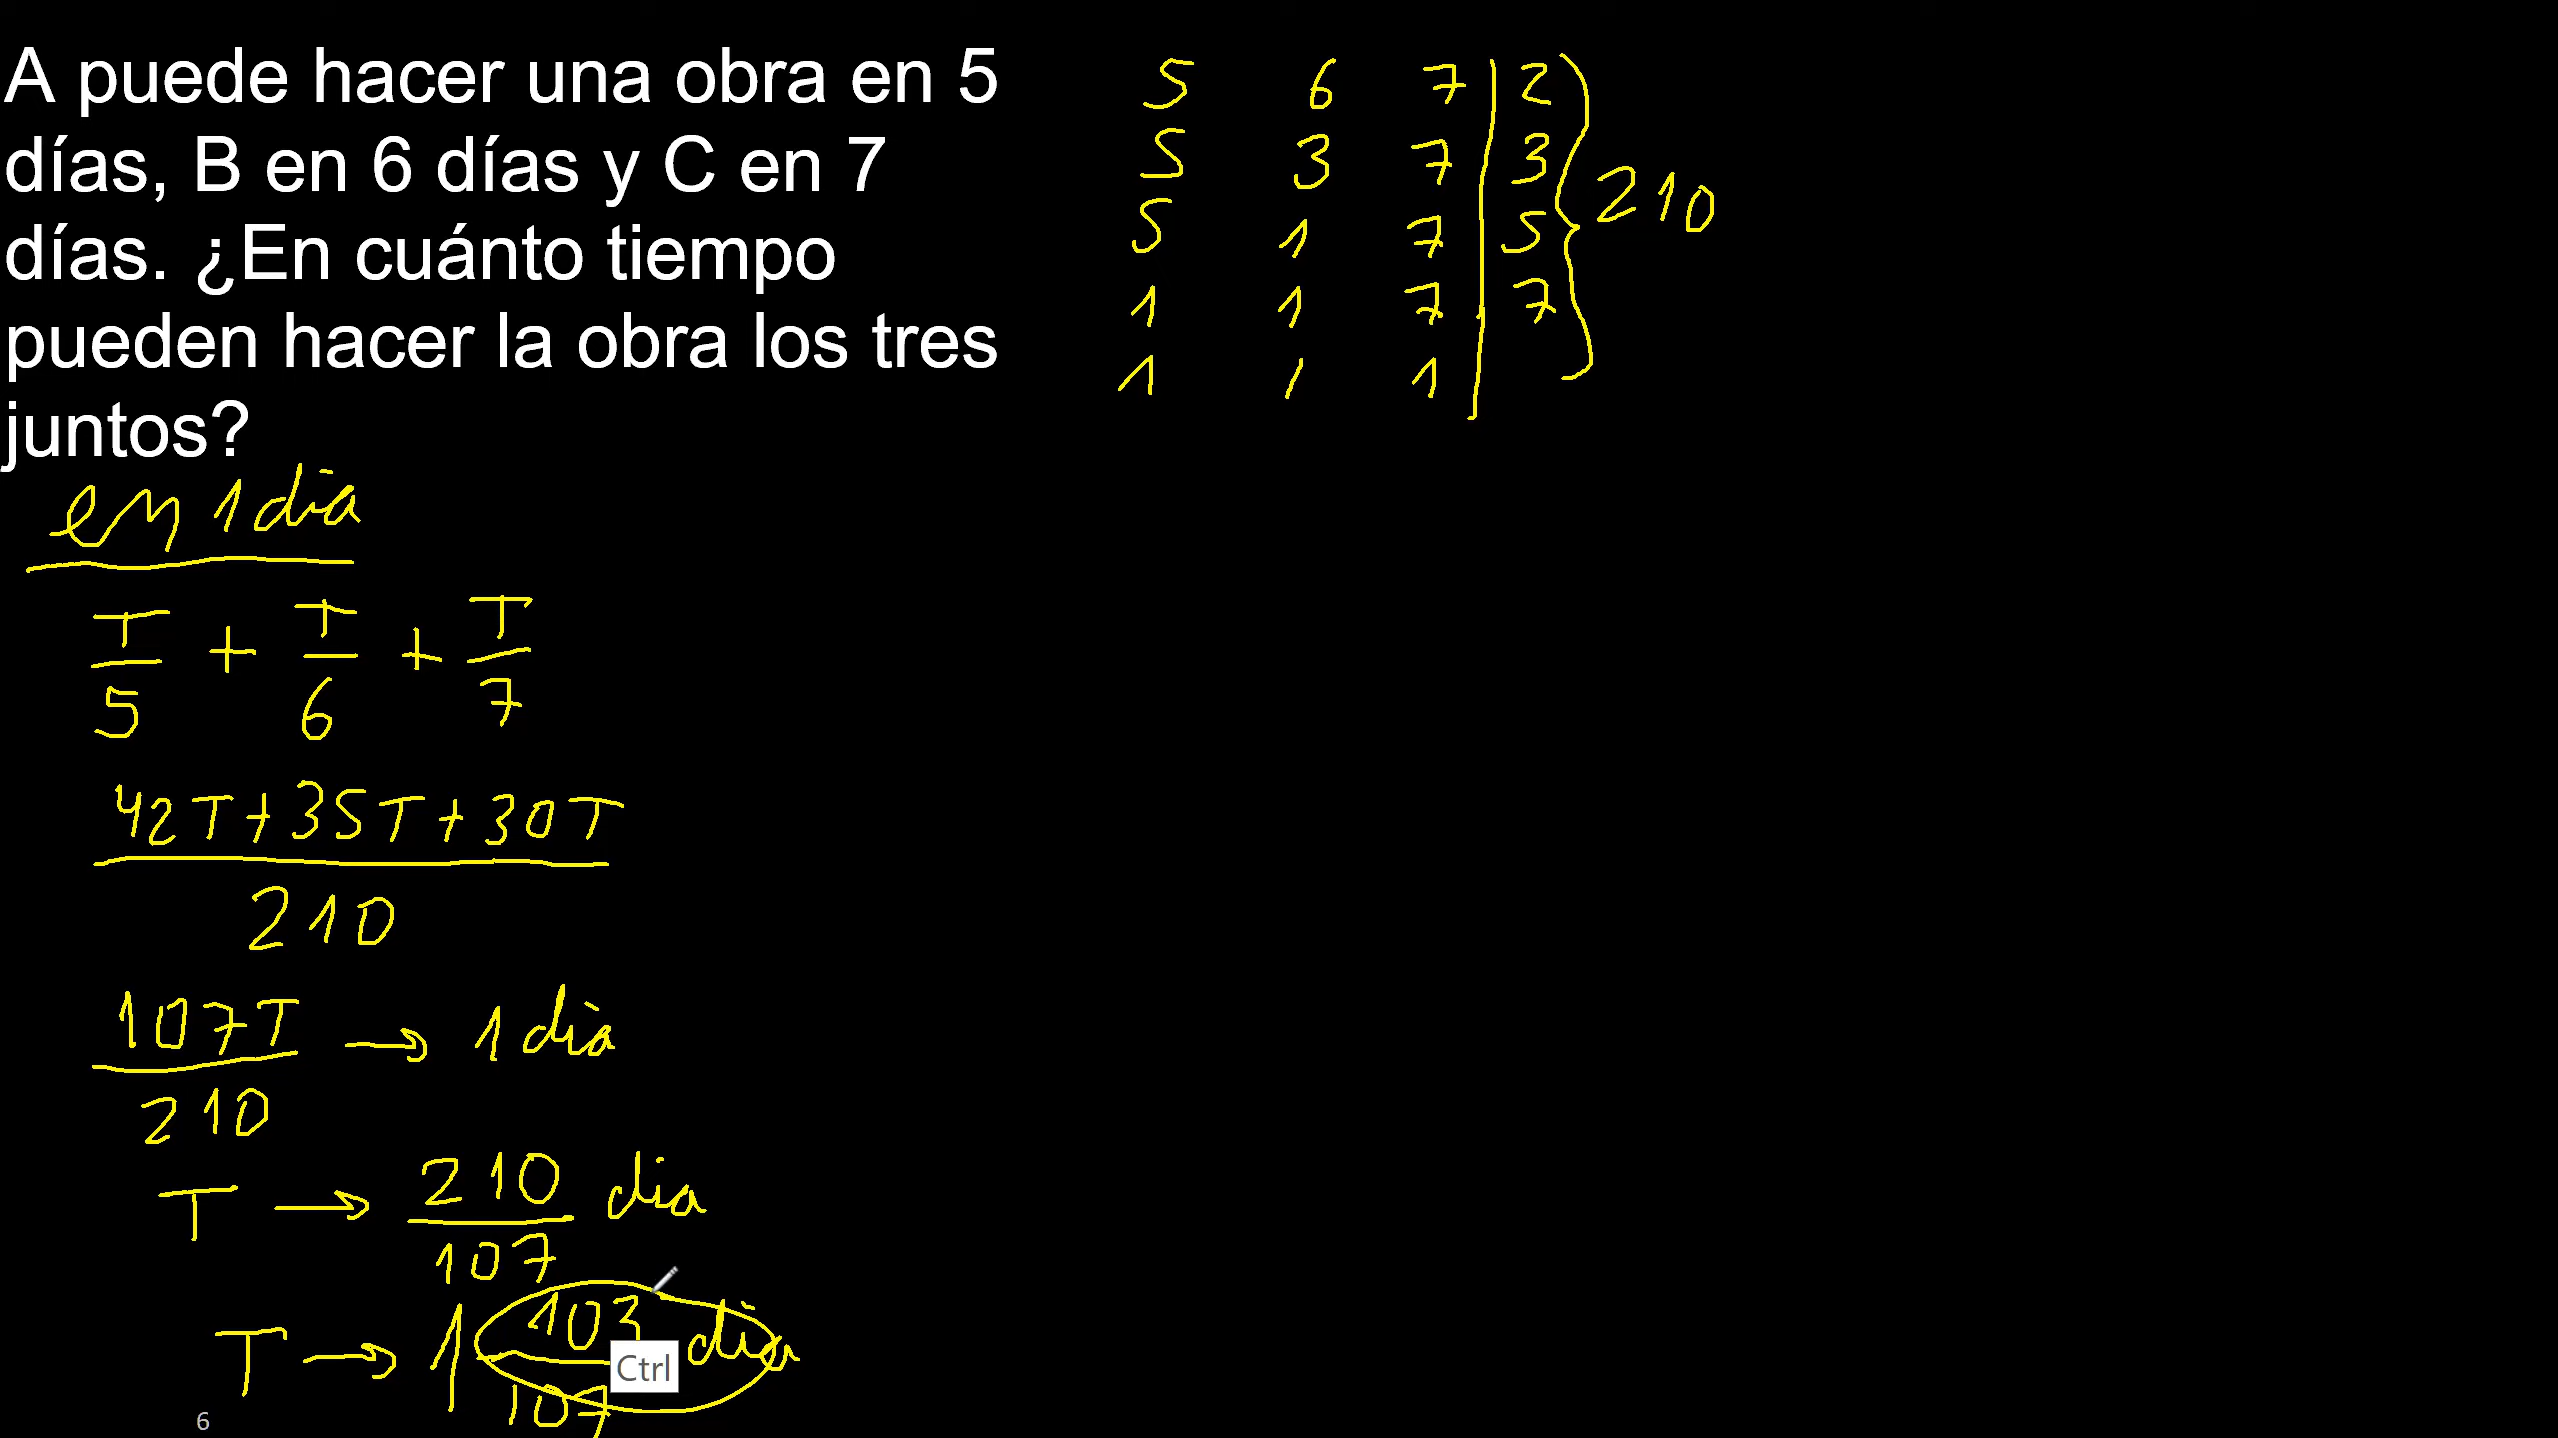 A puede hacer una obra en 5
días, B en 6 días y C en 7
días. ¿En cuánto tiempo
pueden hacer la obra los tres
juntos?
5 6 7 | 2
5 3 7 | 3
5 1 7 | 5
1 1 7 | 7
1 1 1
210
en 1 dia
T/5 + T/6 + T/7
42T+35T+30T
210
107T/210 → 1 dia
T → 210/107 dia
T → 1 103/107 dia
Ctrl
6